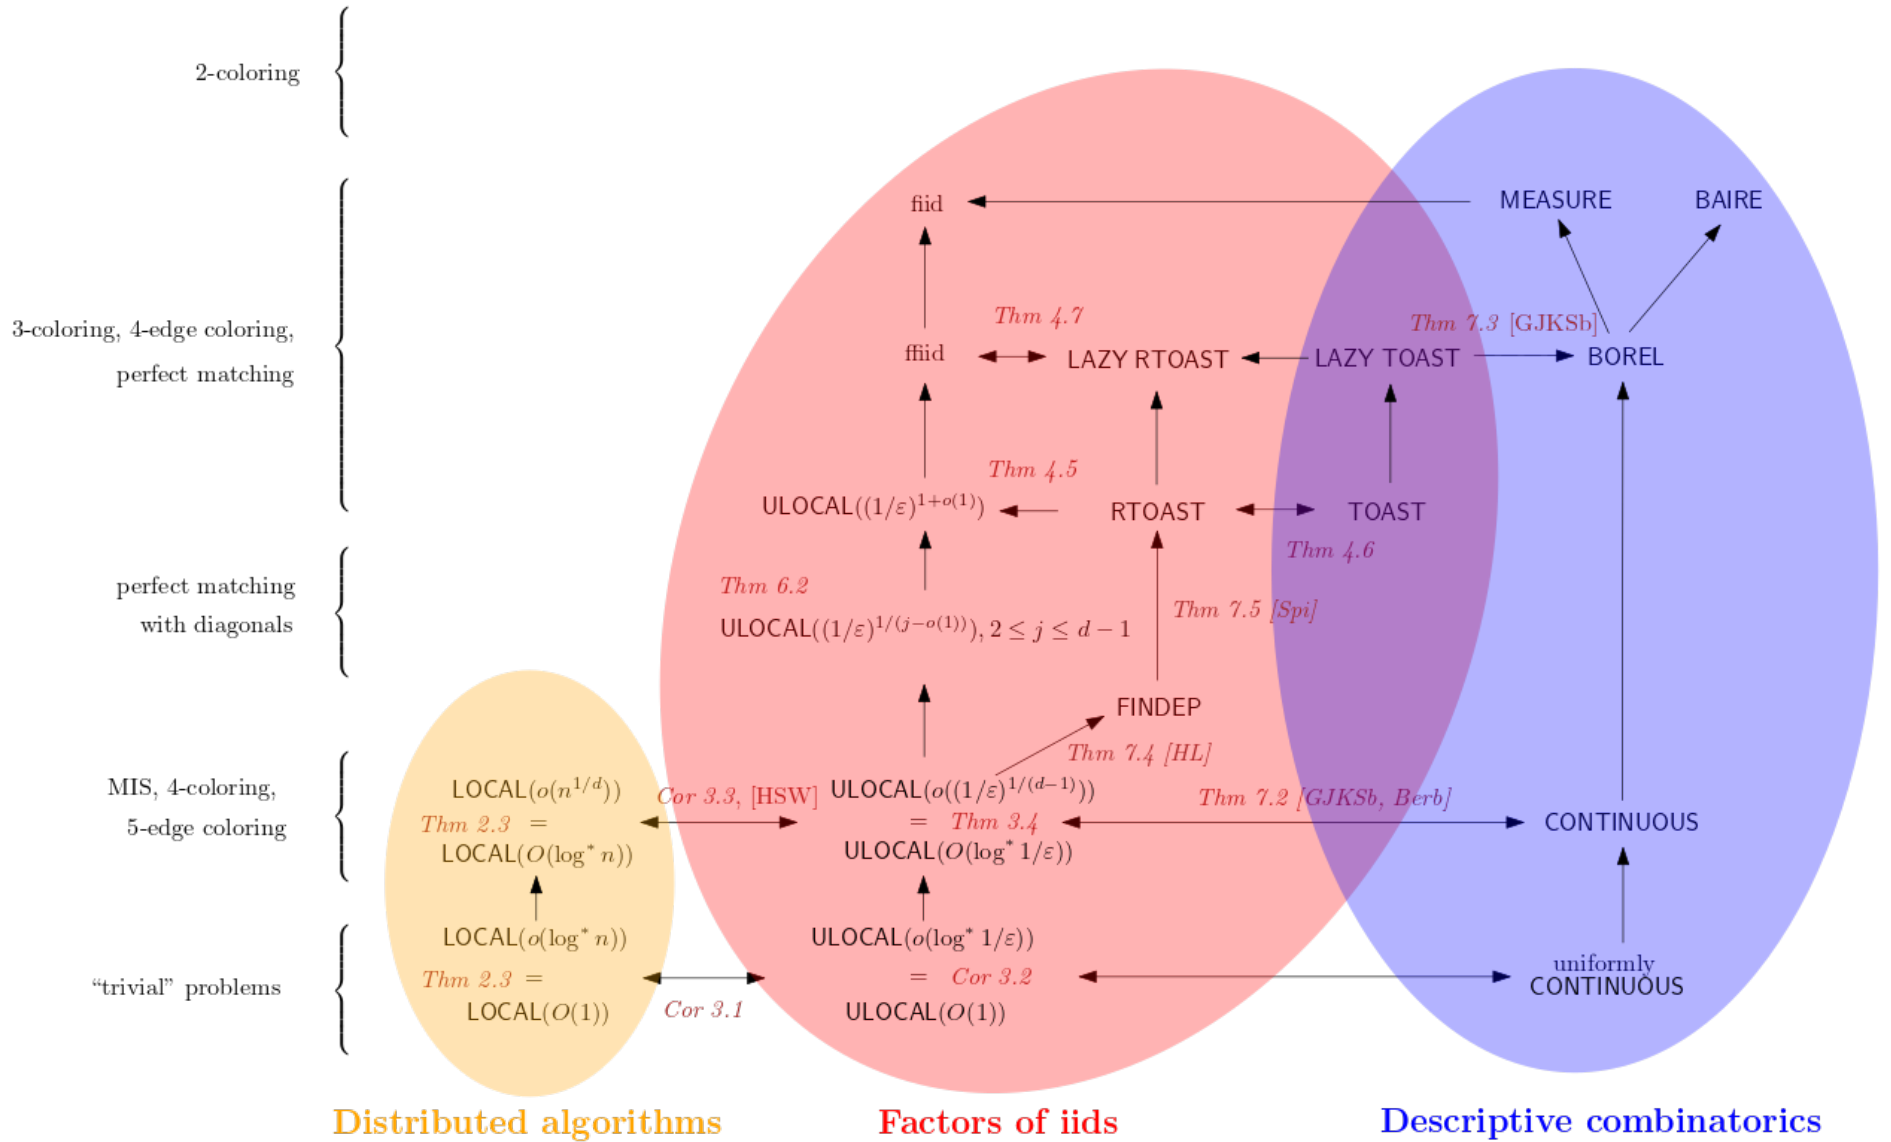 2-coloring
fiid
MEASURE
BAIRE
3-coloring, 4-edge coloring,
perfect matching
Thm 4.7
Thm 7.3 [GJKSb]
ffiid
LAZY RTOAST
LAZY TOAST
BOREL
Thm 4.5
ULOCAL((1/ε)^{1+o(1)})
RTOAST
TOAST
Thm 4.6
perfect matching
with diagonals
Thm 6.2
Thm 7.5 [Spi]
ULOCAL((1/ε)^{1/(j−o(1))}), 2 ≤ j ≤ d − 1
FINDEP
Thm 7.4 [HL]
MIS, 4-coloring,
5-edge coloring
LOCAL(o(n^{1/d}))
Thm 2.3 =
LOCAL(O(log* n))
Cor 3.3, [HSW]
ULOCAL(o((1/ε)^{1/(d−1)}))
= Thm 3.4
ULOCAL(O(log* 1/ε))
Thm 7.2 [GJKSb, Berb]
CONTINUOUS
"trivial" problems
LOCAL(o(log* n))
Thm 2.3 =
LOCAL(O(1))
Cor 3.1
ULOCAL(o(log* 1/ε))
= Cor 3.2
ULOCAL(O(1))
uniformly
CONTINUOUS
Distributed algorithms
Factors of iids
Descriptive combinatorics